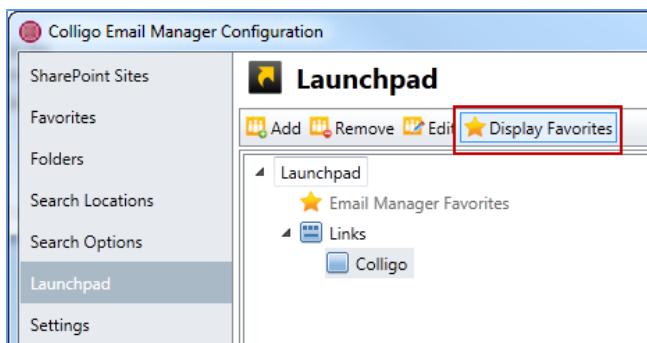 Colligo Email Manager Configuration
SharePoint Sites
Favorites
Folders
Search Locations
Search Options
Launchpad
Settings
Launchpad
Add Remove Edit Display Favorites
Launchpad
Email Manager Favorites
Links
Colligo